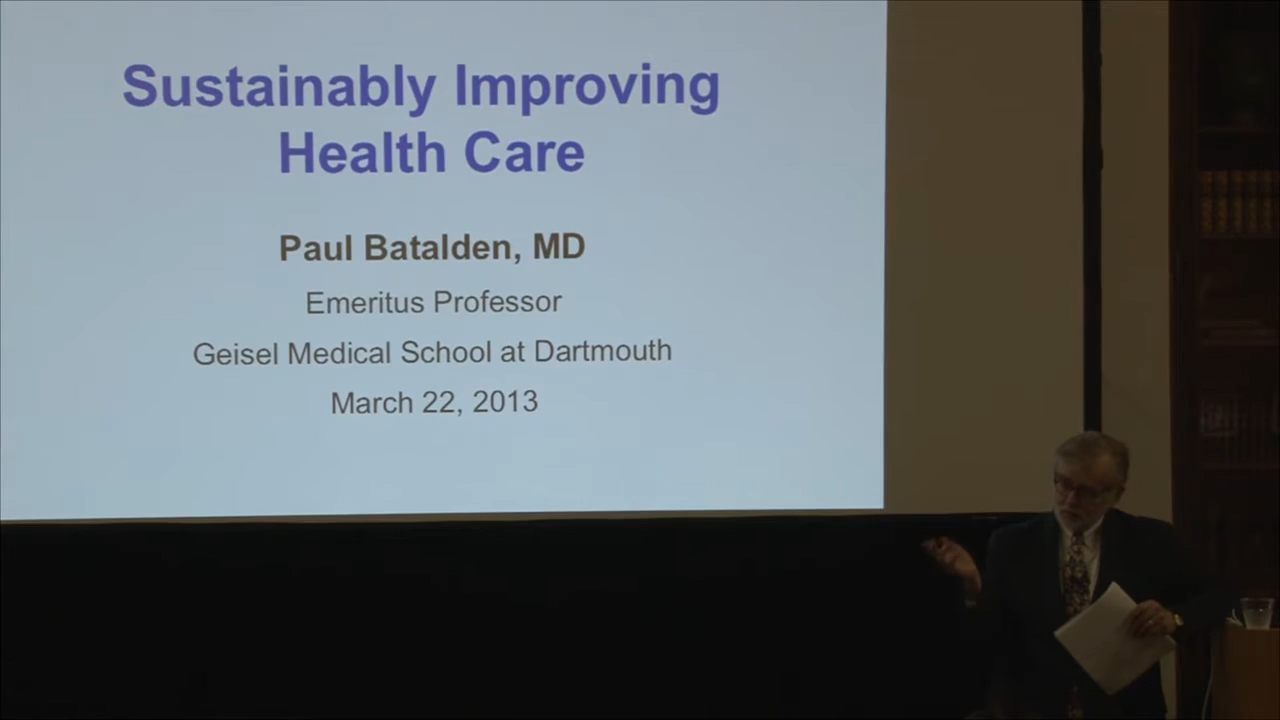 Sustainably Improving
Health Care
Paul Batalden, MD
Emeritus Professor
Geisel Medical School at Dartmouth
March 22, 2013